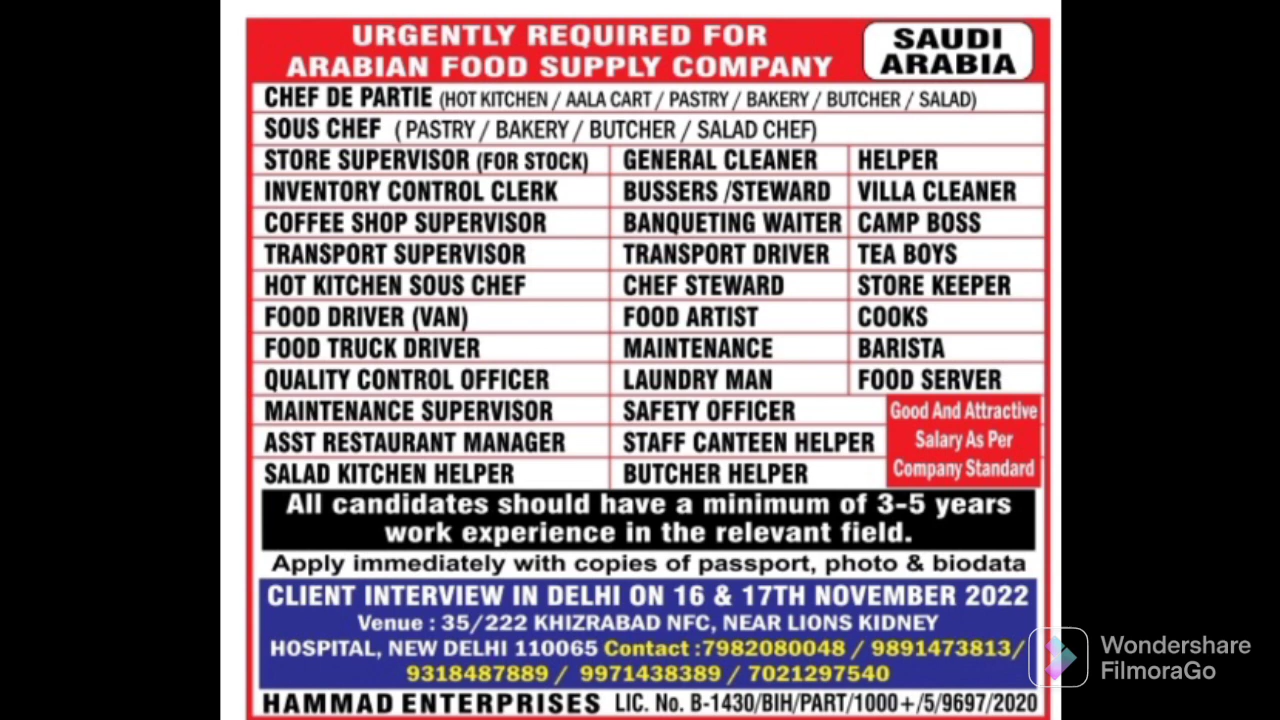 URGENTLY REQUIRED FOR
ARABIAN FOOD SUPPLY COMPANY
SAUDI
ARABIA
CHEF DE PARTIE (HOT KITCHEN / AALA CART / PASTRY / BAKERY / BUTCHER / SALAD)
SOUS CHEF ( PASTRY / BAKERY / BUTCHER / SALAD CHEF)
STORE SUPERVISOR (FOR STOCK) GENERAL CLEANER HELPER
INVENTORY CONTROL CLERK BUSSERS /STEWARD VILLA CLEANER
COFFEE SHOP SUPERVISOR BANQUETING WAITER CAMP BOSS
TRANSPORT SUPERVISOR TRANSPORT DRIVER TEA BOYS
HOT KITCHEN SOUS CHEF CHEF STEWARD STORE KEEPER
FOOD DRIVER (VAN) FOOD ARTIST COOKS
FOOD TRUCK DRIVER MAINTENANCE BARISTA
QUALITY CONTROL OFFICER LAUNDRY MAN FOOD SERVER
MAINTENANCE SUPERVISOR SAFETY OFFICER
ASST RESTAURANT MANAGER STAFF CANTEEN HELPER
SALAD KITCHEN HELPER BUTCHER HELPER
Good And Attractive
Salary As Per
Company Standard
All candidates should have a minimum of 3-5 years
work experience in the relevant field.
Apply immediately with copies of passport, photo & biodata
CLIENT INTERVIEW IN DELHI ON 16 & 17TH NOVEMBER 2022
Venue : 35/222 KHIZRABAD NFC, NEAR LIONS KIDNEY
HOSPITAL, NEW DELHI 110065 Contact :7982080048 / 9891473813/
9318487889 / 9971438389 / 7021297540
HAMMAD ENTERPRISES LIC. No. B-1430/BIH/PART/1000+/5/9697/2020
Wondershare
FilmoraGo